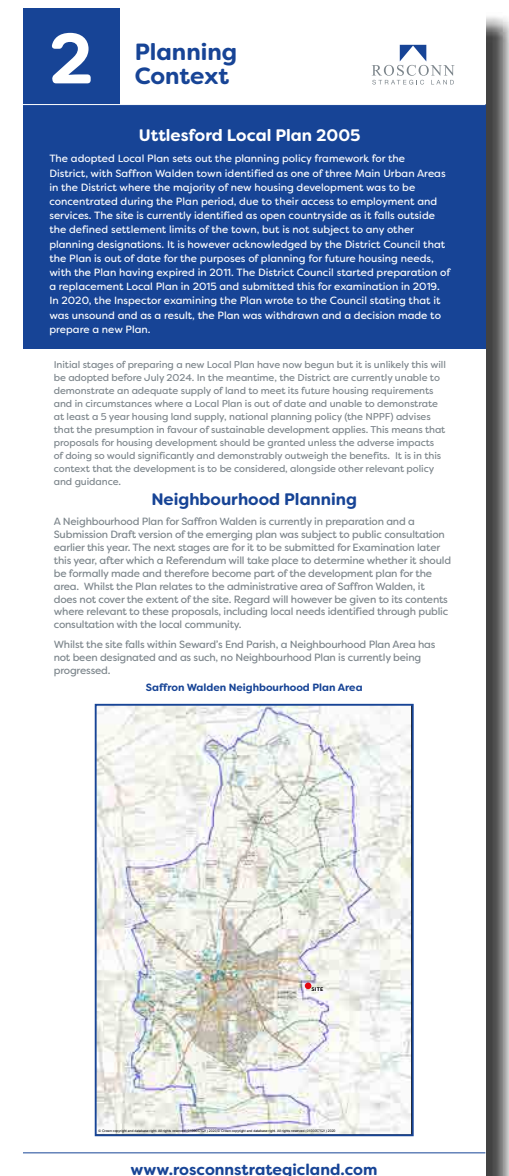 2
Planning
Context
ROSCONN
STRATEGIC LAND
Uttlesford Local Plan 2005
The adopted Local Plan sets out the planning policy framework for the
District, with Saffron Walden town identified as one of three Main Urban Areas
in the District where the majority of new housing development was to be
concentrated during the Plan period, due to their access to employment and
services. The site is currently identified as open countryside as it falls outside
the defined settlement limits of the town, but is not subject to any other
planning designations. It is however acknowledged by the District Council that
the Plan is out of date for the purposes of planning for future housing needs,
with the Plan having expired in 2011. The District Council started preparation of
a replacement Local Plan in 2015 and submitted this for examination in 2019.
In 2020, the Inspector examining the Plan wrote to the Council stating that it
was unsound and as a result, the Plan was withdrawn and a decision made to
prepare a new Plan.
Initial stages of preparing a new Local Plan have now begun but it is unlikely this will
be adopted before July 2024. In the meantime, the District are currently unable to
demonstrate an adequate supply of land to meet its future housing requirements
and in circumstances where a Local Plan is out of date and unable to demonstrate
at least a 5 year housing land supply, national planning policy (the NPPF) advises
that the presumption in favour of sustainable development applies. This means that
proposals for housing development should be granted unless the adverse impacts
of doing so would significantly and demonstrably outweigh the benefits. It is in this
context that the development is to be considered, alongside other relevant policy
and guidance.
Neighbourhood Planning
A Neighbourhood Plan for Saffron Walden is currently in preparation and a
Submission Draft version of the emerging plan was subject to public consultation
earlier this year. The next stages are for it to be submitted for Examination later
this year, after which a Referendum will take place to determine whether it should
be formally made and therefore become part of the development plan for the
area. Whilst the Plan relates to the administrative area of Saffron Walden, it
does not cover the extent of the site. Regard will however be given to its contents
where relevant to these proposals, including local needs identified through public
consultation with the local community.
Whilst the site falls within Seward's End Parish, a Neighbourhood Plan Area has
not been designated and as such, no Neighbourhood Plan is currently being
progressed.
Saffron Walden Neighbourhood Plan Area
SITE
www.rosconnstrategicland.com